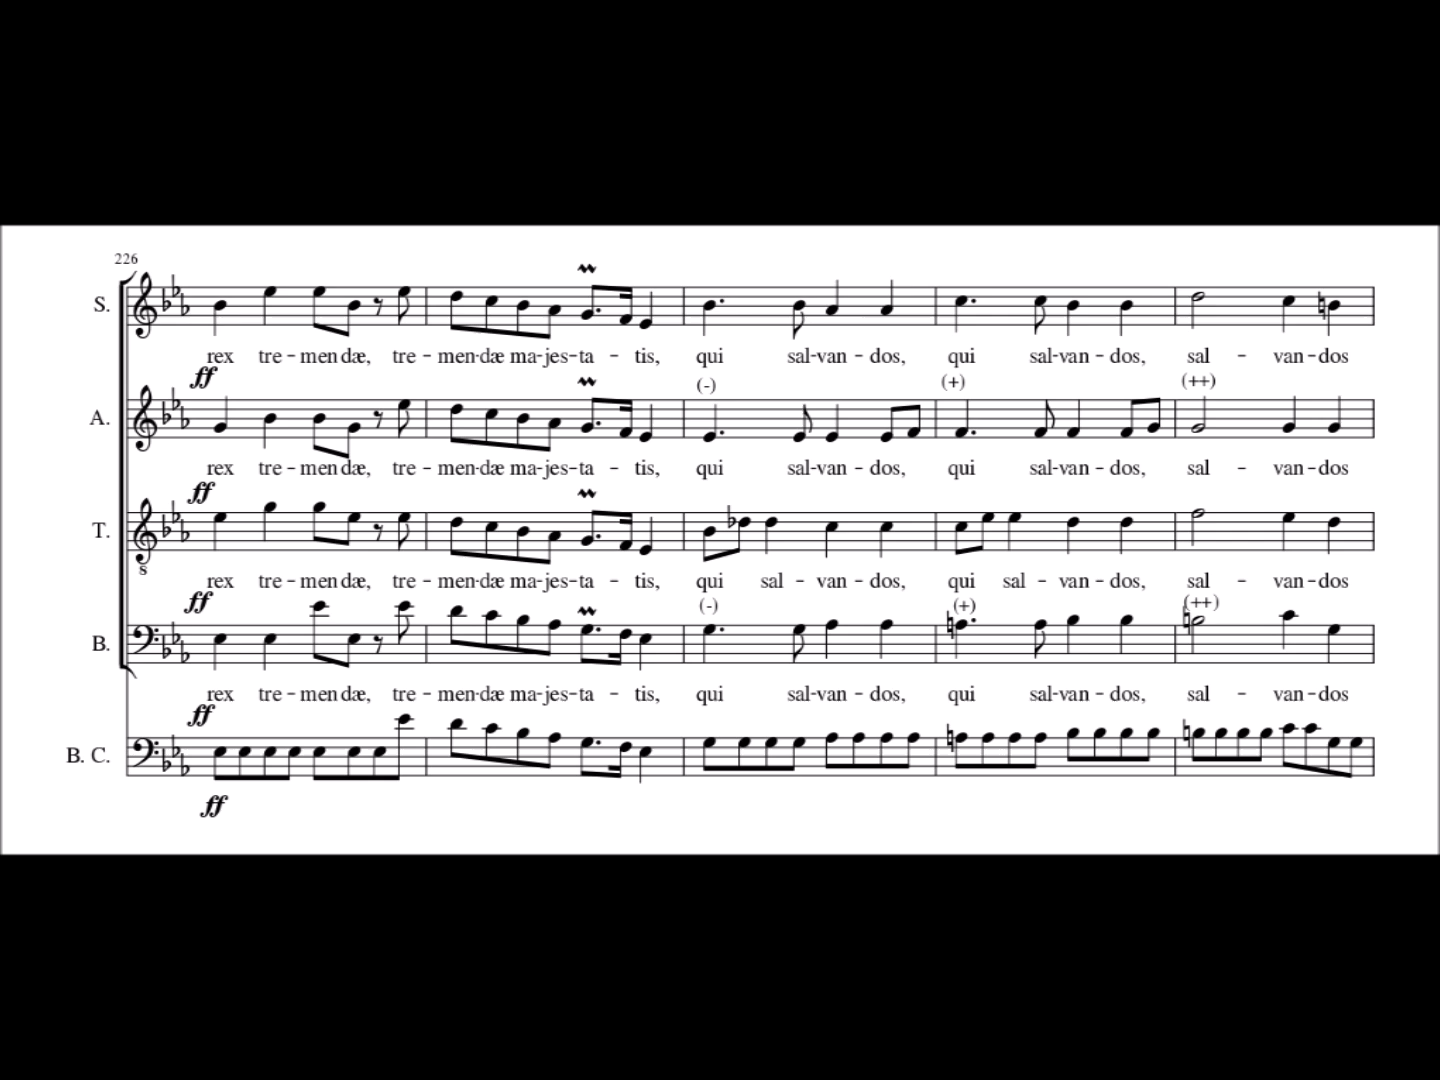 226
S.
rex tre - men dæ, tre - men-dæ ma-jes-ta - tis, qui sal-van - dos, qui sal-van - dos, sal - van - dos
ff (-) (+) (++)
A.
rex tre - men dæ, tre - men-dæ ma-jes-ta - tis, qui sal-van - dos, qui sal-van - dos, sal - van - dos
ff
T.
8
rex tre - men dæ, tre - men-dæ ma-jes-ta - tis, qui sal - van - dos, qui sal - van - dos, sal - van - dos
ff (-) (+) (++)
B.
rex tre - men dæ, tre - men-dæ ma-jes-ta - tis, qui sal-van - dos, qui sal-van - dos, sal - van - dos
ff
B. C.
ff